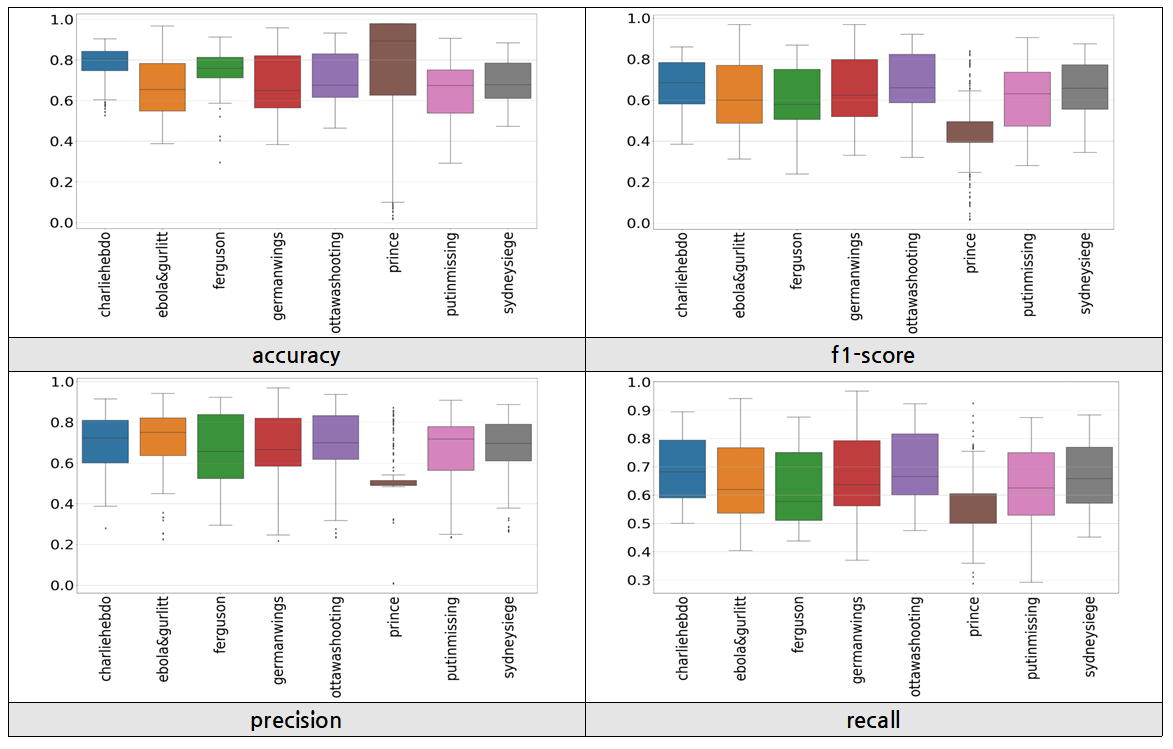 1.0
0.8
0.6
0.4
0.2
0.0
charliehebdo
ebola&gurlitt
ferguson
germanwings
ottawashooting
prince
putinmissing
sydneysiege
accuracy
1.0
0.8
0.6
0.4
0.2
0.0
charliehebdo
ebola&gurlitt
ferguson
germanwings
ottawashooting
prince
putinmissing
sydneysiege
f1-score
1.0
0.8
0.6
0.4
0.2
0.0
charliehebdo
ebola&gurlitt
ferguson
germanwings
ottawashooting
prince
putinmissing
sydneysiege
precision
1.0
0.9
0.8
0.7
0.6
0.5
0.4
0.3
charliehebdo
ebola&gurlitt
ferguson
germanwings
ottawashooting
prince
putinmissing
sydneysiege
recall